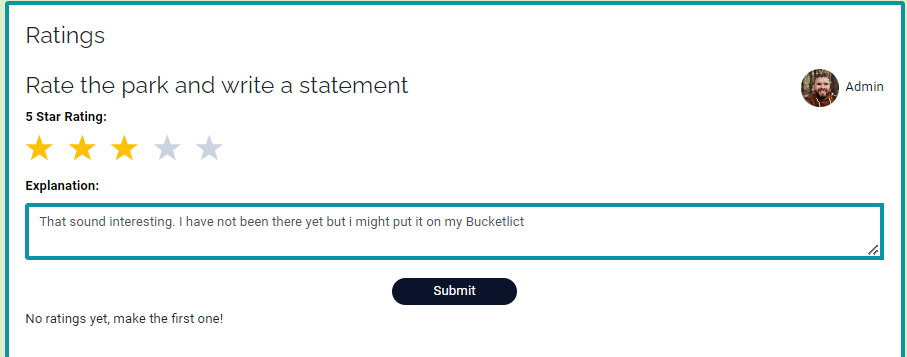 Ratings
Rate the park and write a statement
Admin
5 Star Rating:
Explanation:
That sound interesting. I have not been there yet but i might put it on my Bucketlict
Submit
No ratings yet, make the first one!